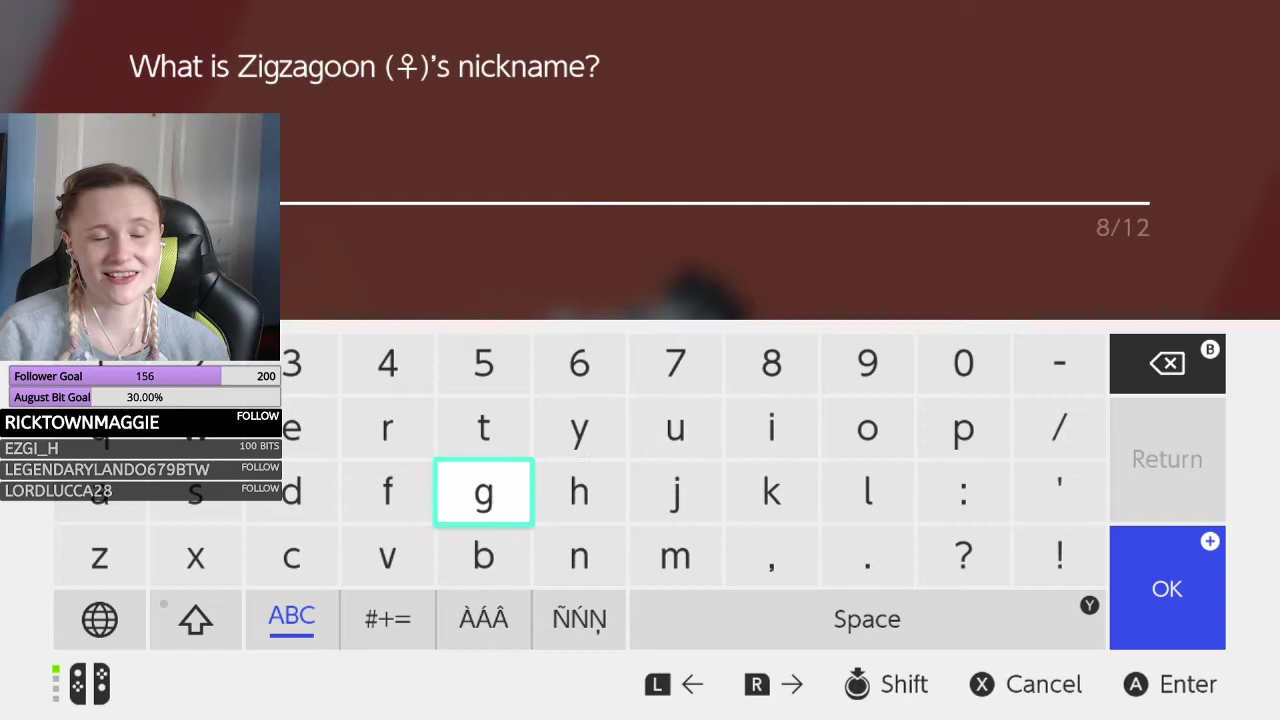 What is Zigzagoon (♀)'s nickname?
8/12
3 4 5 6 7 8 9 0 - B
e r t y u i o p /
Return
a s d f g h j k l : '
z x c v b n m , . ? ! + OK
ABC #+= ÀÁÂ ÑŃŅ Space Y
L ← R → Shift X Cancel A Enter
Follower Goal 156 200
August Bit Goal 30.00%
RICKTOWNMAGGIE FOLLOW
EZGI_H 100 BITS
LEGENDARYLANDO679BTW FOLLOW
LORDLUCCA28 FOLLOW